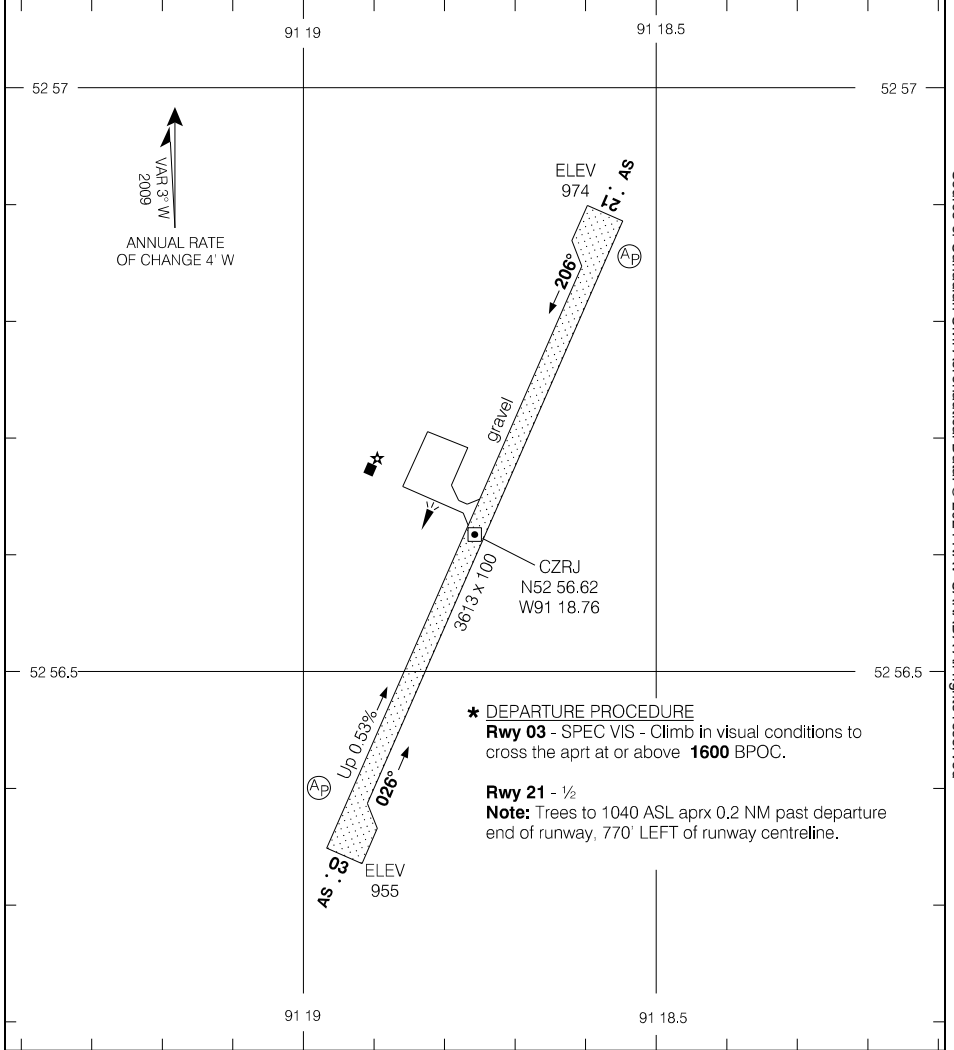 91 19
91 18.5
52 57
52 57
VAR 3° W
2009
ANNUAL RATE
OF CHANGE 4' W
ELEV
974
21
AS
AP
206°
gravel
CZRJ
N52 56.62
W91 18.76
3613 x 100
52 56.5
52 56.5
Up 0.53%
026°
AP
03
AS
ELEV
955
* DEPARTURE PROCEDURE
Rwy 03 - SPEC VIS - Climb in visual conditions to
cross the aprt at or above 1600 BPOC.
Rwy 21 - ½
Note: Trees to 1040 ASL aprx 0.2 NM past departure
end of runway, 770' LEFT of runway centreline.
91 19
91 18.5